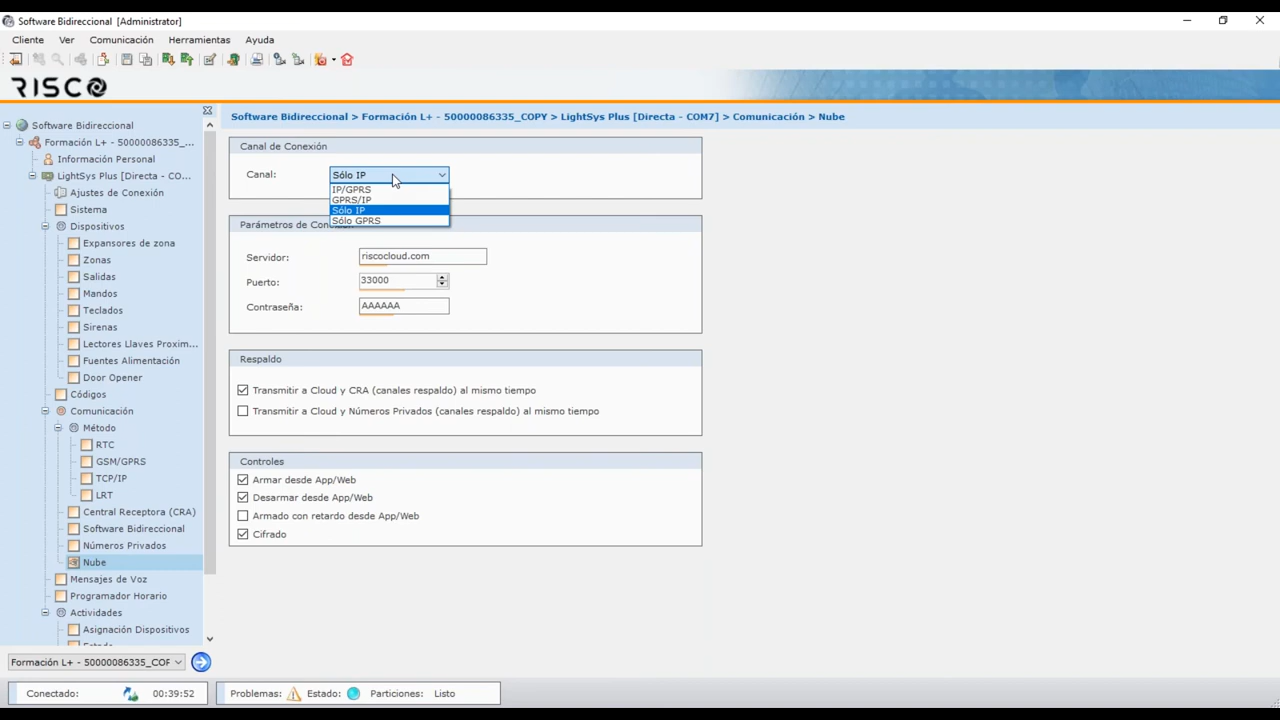 Software Bidireccional [Administrator]
Cliente Ver Comunicación Herramientas Ayuda
RISCO
Software Bidireccional
Formación L+ - 50000086335_...
Información Personal
LightSys Plus [Directa - CO...
Ajustes de Conexión
Sistema
Dispositivos
Expansores de zona
Zonas
Salidas
Mandos
Teclados
Sirenas
Lectores Llaves Proxim...
Fuentes Alimentación
Door Opener
Códigos
Comunicación
Método
RTC
GSM/GPRS
TCP/IP
LRT
Central Receptora (CRA)
Software Bidireccional
Números Privados
Nube
Mensajes de Voz
Programador Horario
Actividades
Asignación Dispositivos
Formación L+ - 50000086335_COF
Software Bidireccional > Formación L+ - 50000086335_COPY > LightSys Plus [Directa - COM7] > Comunicación > Nube
Canal de Conexión
Canal: Sólo IP
IP/GPRS
GPRS/IP
Sólo IP
Sólo GPRS
Parámetros de
Servidor: riscocloud.com
Puerto: 33000
Contraseña: AAAAAA
Respaldo
Transmitir a Cloud y CRA (canales respaldo) al mismo tiempo
Transmitir a Cloud y Números Privados (canales respaldo) al mismo tiempo
Controles
Armar desde App/Web
Desarmar desde App/Web
Armado con retardo desde App/Web
Cifrado
Conectado: 00:39:52 Problemas: Estado: Particiones: Listo